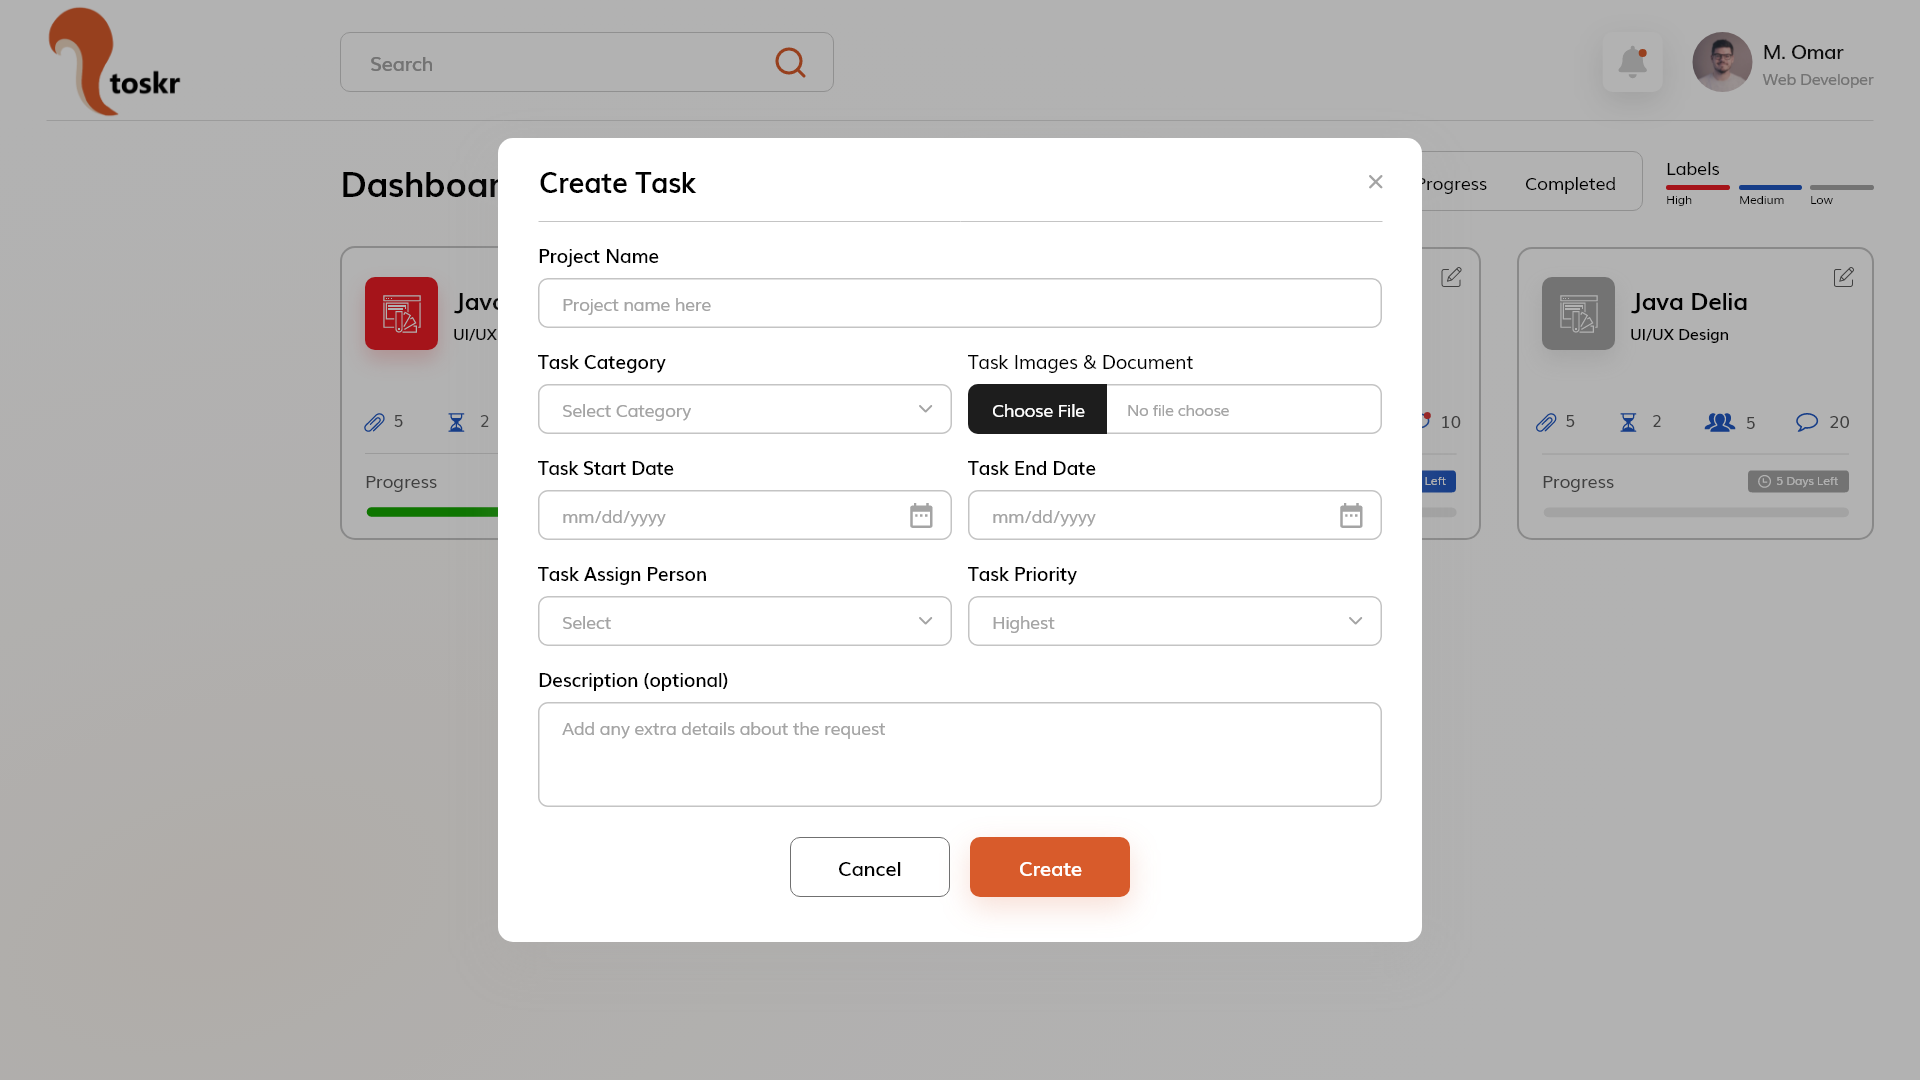 toskr
Search
M. Omar
Web Developer
Dashboar
Progress
Completed
Labels
High
Medium
Low
Create Task
Project Name
Project name here
Task Category
Select Category
Task Images & Document
Choose File
No file choose
Task Start Date
mm/dd/yyyy
Task End Date
mm/dd/yyyy
Task Assign Person
Select
Task Priority
Highest
Description (optional)
Add any extra details about the request
Cancel
Create
Java
UI/UX
5
2
Progress
10
Left
Java Delia
UI/UX Design
5
2
5
20
Progress
5 Days Left